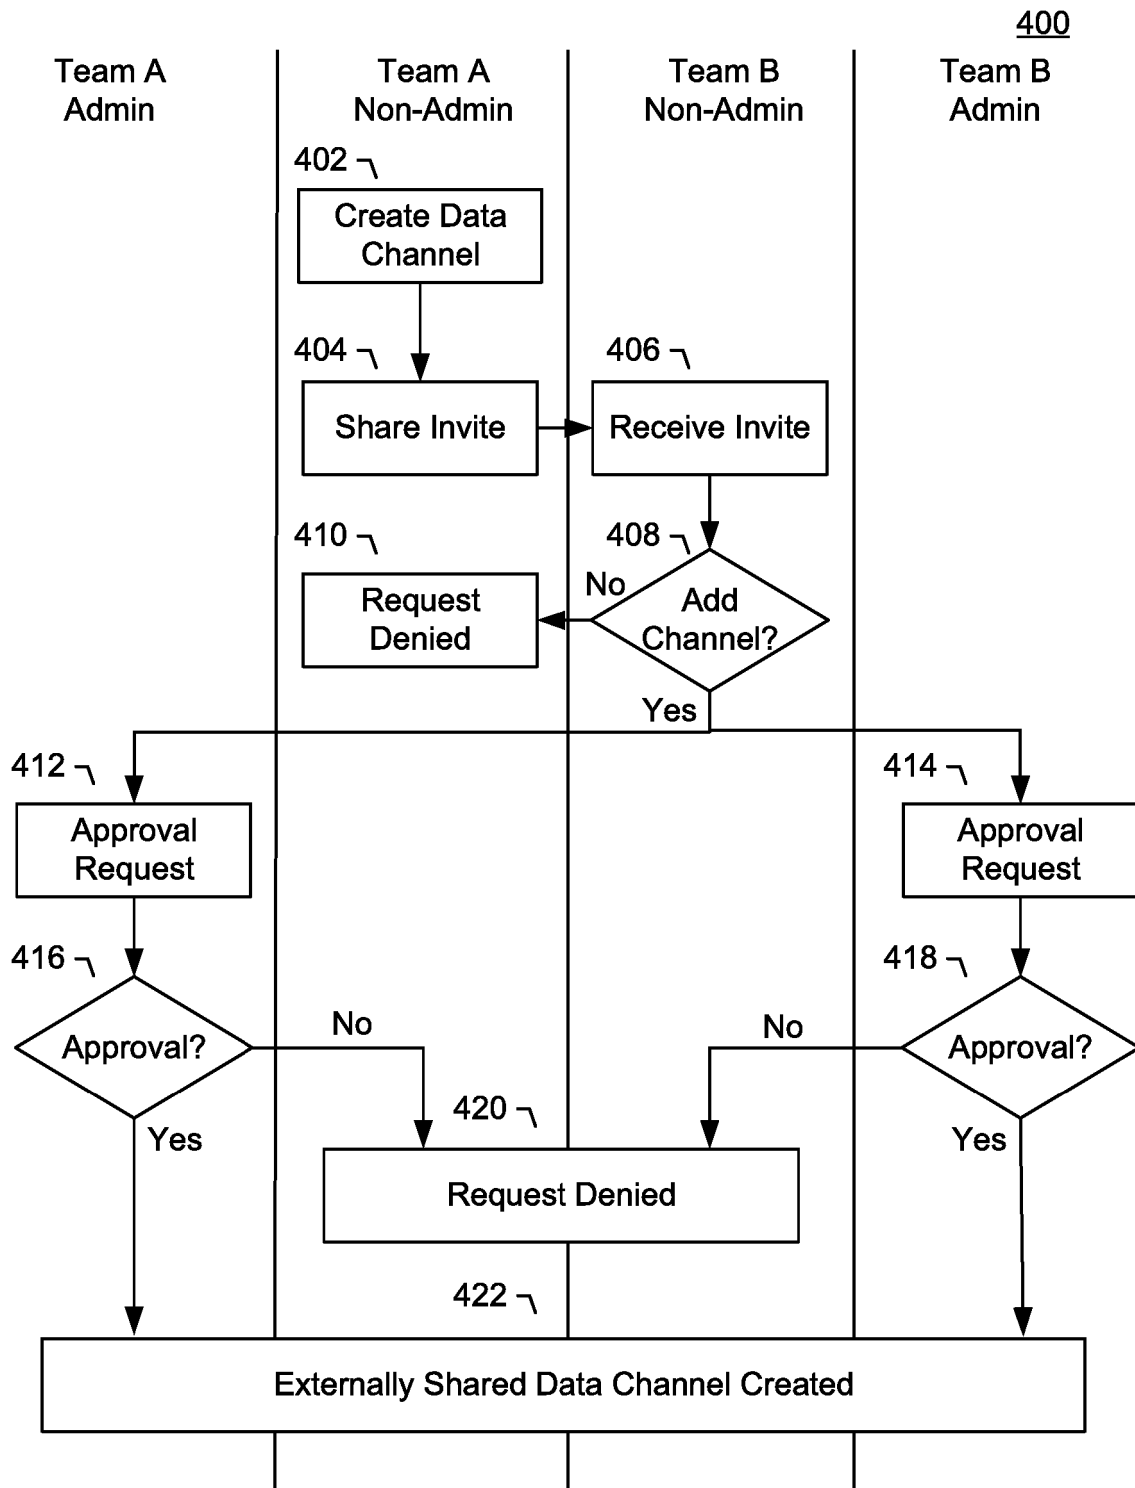 400
Team A
Admin
Team A
Non-Admin
Team B
Non-Admin
Team B
Admin
402
Create Data
Channel
404
Share Invite
406
Receive Invite
410
Request
Denied
408
No
Add
Channel?
Yes
412
Approval
Request
414
Approval
Request
416
Approval?
No
Yes
418
Approval?
No
Yes
420
Request Denied
422
Externally Shared Data Channel Created